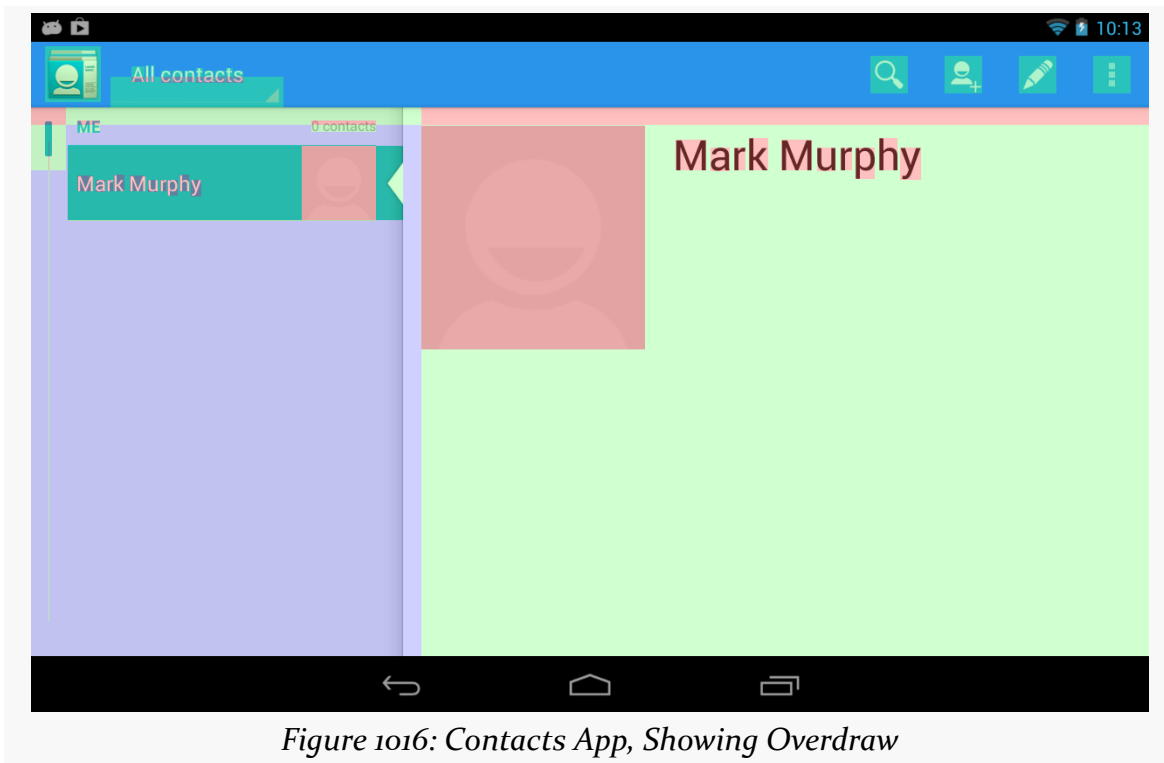 10:13
All contacts
ME
0 contacts
Mark Murphy
Mark Murphy
Figure 1016: Contacts App, Showing Overdraw